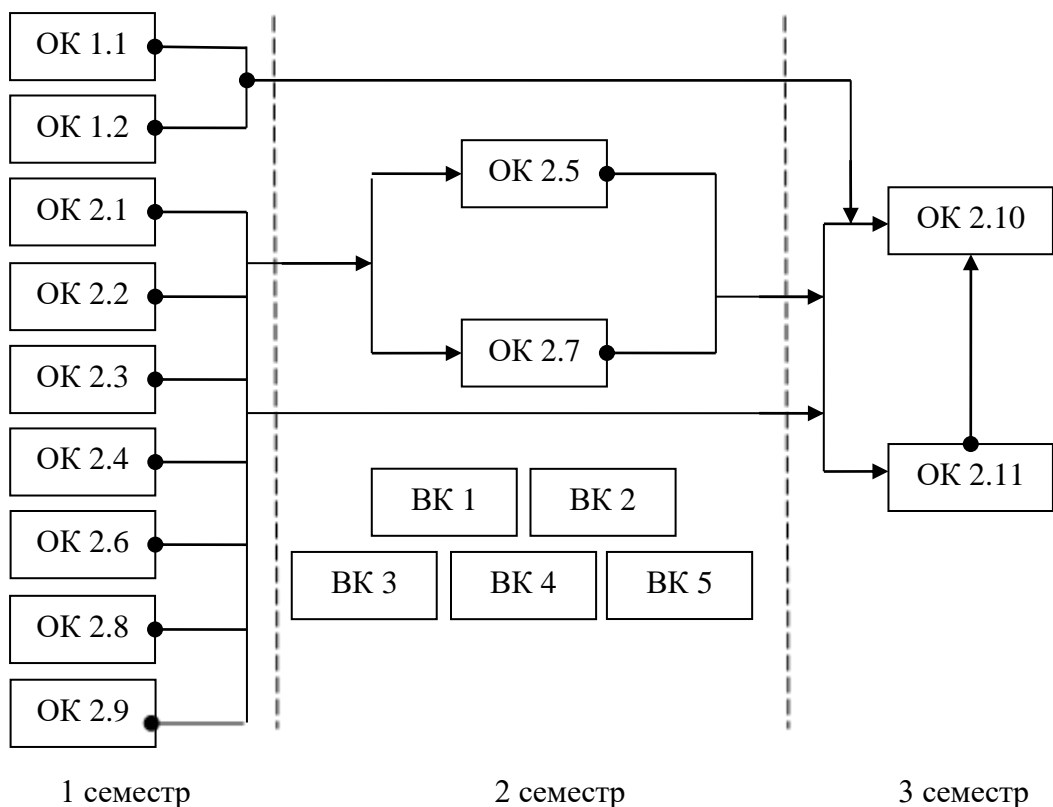 ОК 1.1
ОК 1.2
ОК 2.1
ОК 2.2
ОК 2.3
ОК 2.4
ОК 2.6
ОК 2.8
ОК 2.9
1 семестр
ОК 2.5
ОК 2.7
ВК 1 ВК 2
ВК 3 ВК 4 ВК 5
2 семестр
ОК 2.10
ОК 2.11
3 семестр